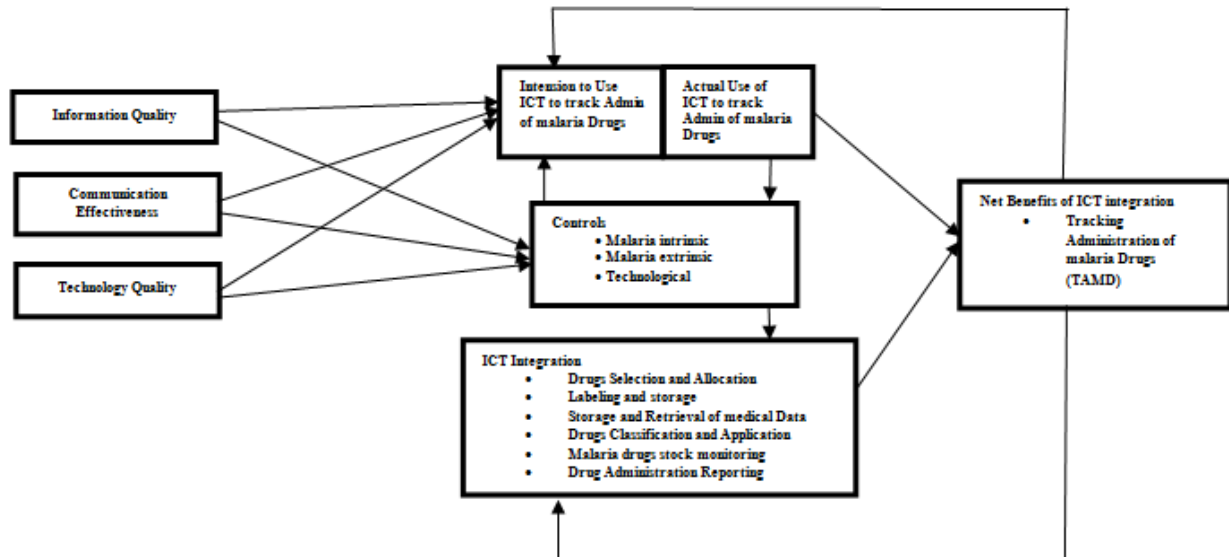 Information Quality
Communication
Effectiveness
Technology Quality
Intension to Use
ICT to track Admin
of malaria Drugs
Actual Use of
ICT to track
Admin of malaria
Drugs
Controls
• Malaria intrinsic
• Malaria extrinsic
• Technological
ICT Integration
• Drugs Selection and Allocation
• Labeling and storage
• Storage and Retrieval of medical Data
• Drugs Classification and Application
• Malaria drugs stock monitoring
• Drug Administration Reporting
Net Benefits of ICT integration
• Tracking
Administration of
malaria Drugs
(TAMD)